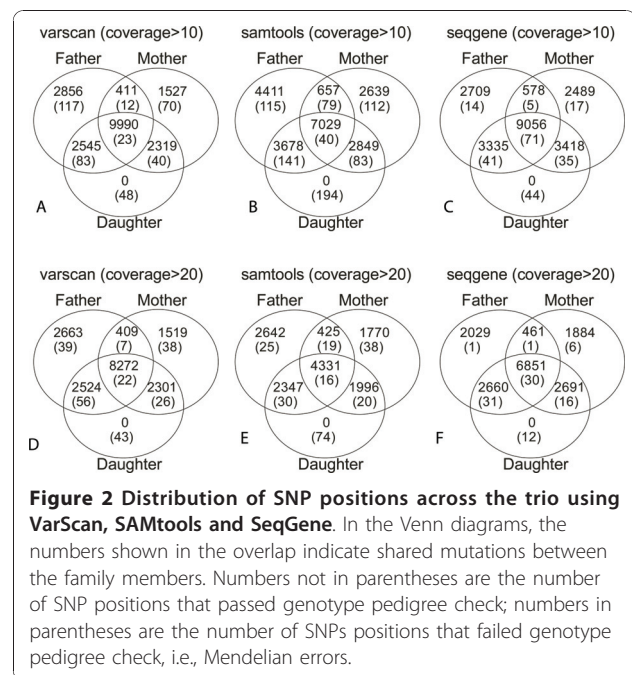 varscan (coverage>10) samtools (coverage>10) seqgene (coverage>10)
Father Mother Father Mother Father Mother
2856 411 1527 4411 657 2639 2709 578 2489
(117) (12) (70) (115) (79) (112) (14) (5) (17)
9990 7029 9056
(23) (40) (71)
2545 2319 3678 2849 3335 3418
(83) (40) (141) (83) (41) (35)
0 0 0
(48) (194) (44)
A B C
Daughter Daughter Daughter
varscan (coverage>20) samtools (coverage>20) seqgene (coverage>20)
Father Mother Father Mother Father Mother
2663 409 1519 2642 425 1770 2029 461 1884
(39) (7) (38) (25) (19) (38) (1) (1) (6)
8272 4331 6851
(22) (16) (30)
2524 2301 2347 1996 2660 2691
(56) (26) (30) (20) (31) (16)
0 0 0
(43) (74) (12)
D E F
Daughter Daughter Daughter
Figure 2 Distribution of SNP positions across the trio using
VarScan, SAMtools and SeqGene. In the Venn diagrams, the
numbers shown in the overlap indicate shared mutations between
the family members. Numbers not in parentheses are the number
of SNP positions that passed genotype pedigree check; numbers in
parentheses are the number of SNPs positions that failed genotype
pedigree check, i.e., Mendelian errors.